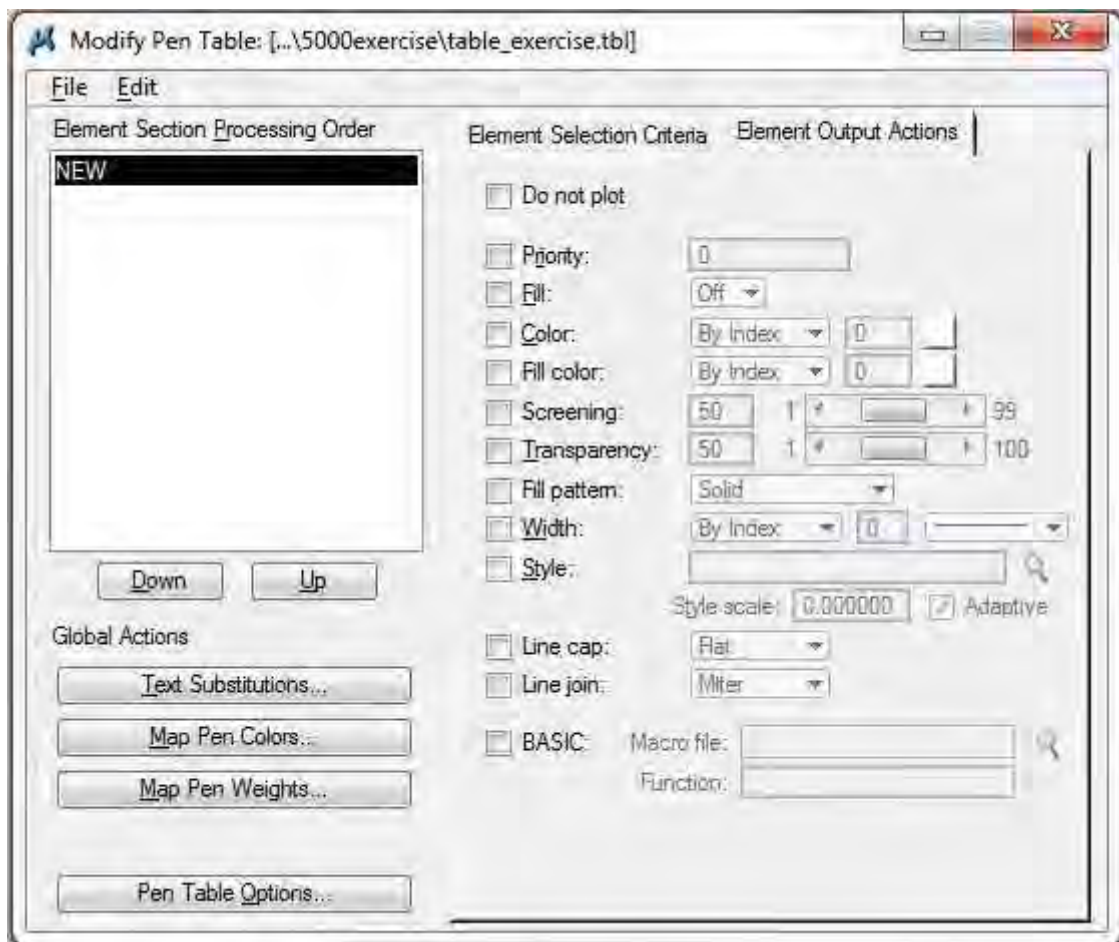 Modify Pen Table: [...\5000exercise\table_exercise.tbl]
File Edit
Element Section Processing Order
NEW
Down Up
Global Actions
Text Substitutions...
Map Pen Colors...
Map Pen Weights...
Pen Table Options...
Element Selection Criteria Element Output Actions
Do not plot
Priority: 0
Fill: Off
Color: By Index 0
Fill color: By Index 0
Screening: 50 1 99
Transparency: 50 1 100
Fill pattern: Solid
Width: By Index 0
Style:
Style scale: 0.000000 Adaptive
Line cap: Flat
Line join: Miter
BASIC: Macro file:
Function: